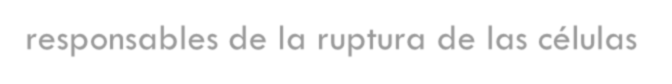 responsables de la ruptura de las células